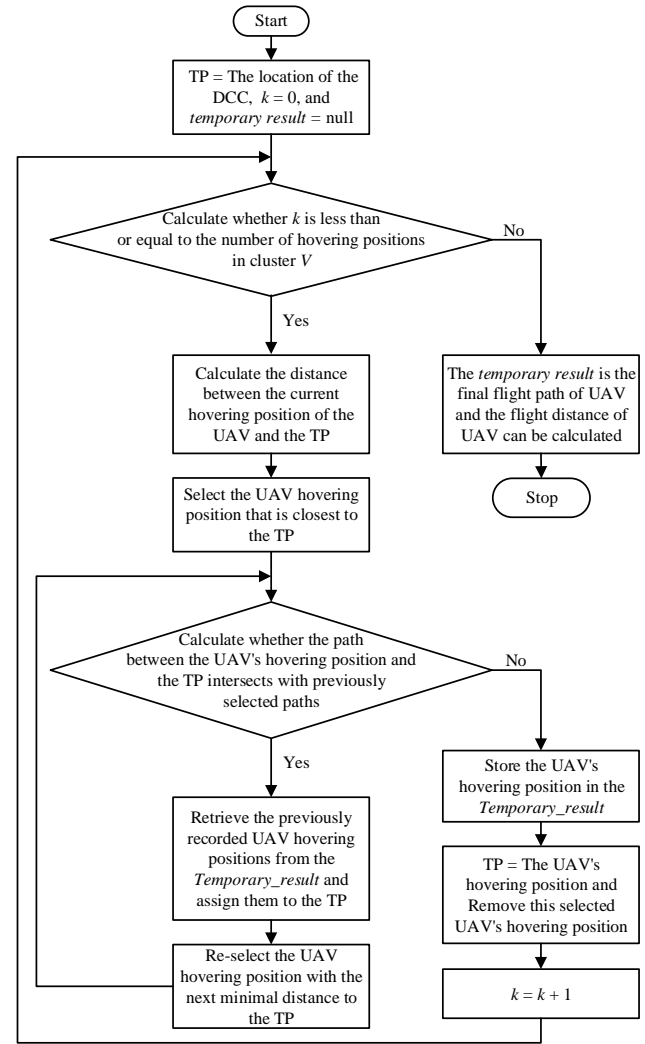 Start
TP = The location of the
DCC, k = 0, and
temporary result = null
Calculate whether k is less than
or equal to the number of hovering positions
in cluster V
No
Yes
Calculate the distance
between the current
hovering position of the
UAV and the TP
The temporary result is the
final flight path of UAV
and the flight distance of
UAV can be calculated
Select the UAV hovering
position that is closest to
the TP
Stop
Calculate whether the path
between the UAV's hovering position and
the TP intersects with previously
selected paths
No
Yes
Store the UAV's
hovering position in the
Temporary_result
Retrieve the previously
recorded UAV hovering
positions from the
Temporary_result and
assign them to the TP
TP = The UAV's
hovering position and
Remove this selected
UAV's hovering position
Re-select the UAV
hovering position with the
next minimal distance to
the TP
k = k + 1